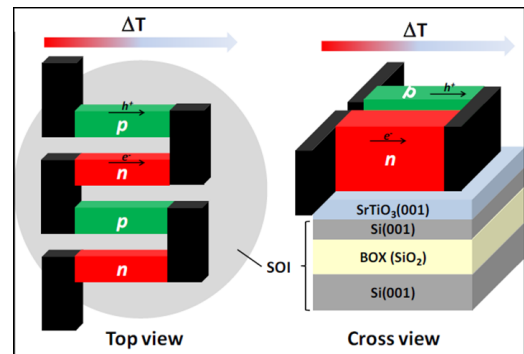 ΔT
h⁺
p
e⁻
n
p
n
Top view
SOI
ΔT
p
h⁺
e⁻
n
SrTiO₃(001)
Si(001)
BOX (SiO₂)
Si(001)
Cross view